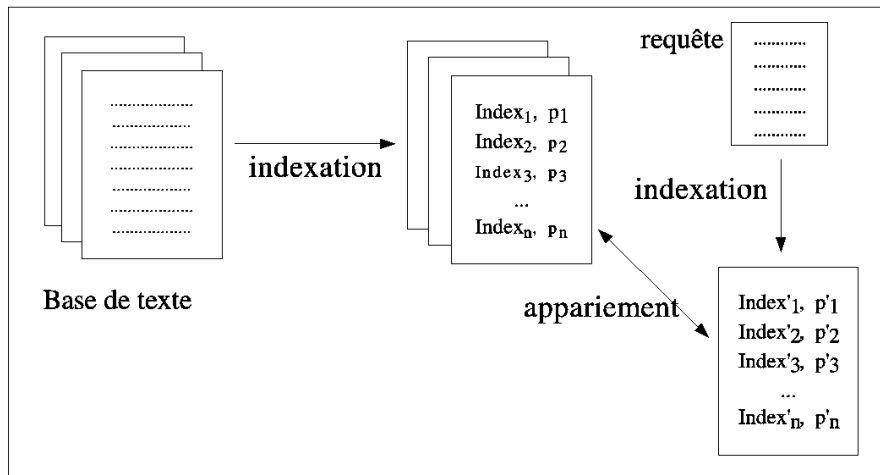 Base de texte
indexation
Index1, p1
Index2, p2
Index3, p3
...
Indexn, pn
requête
indexation
appariement
Index'1, p'1
Index'2, p'2
Index'3, p'3
...
Index'n, p'n